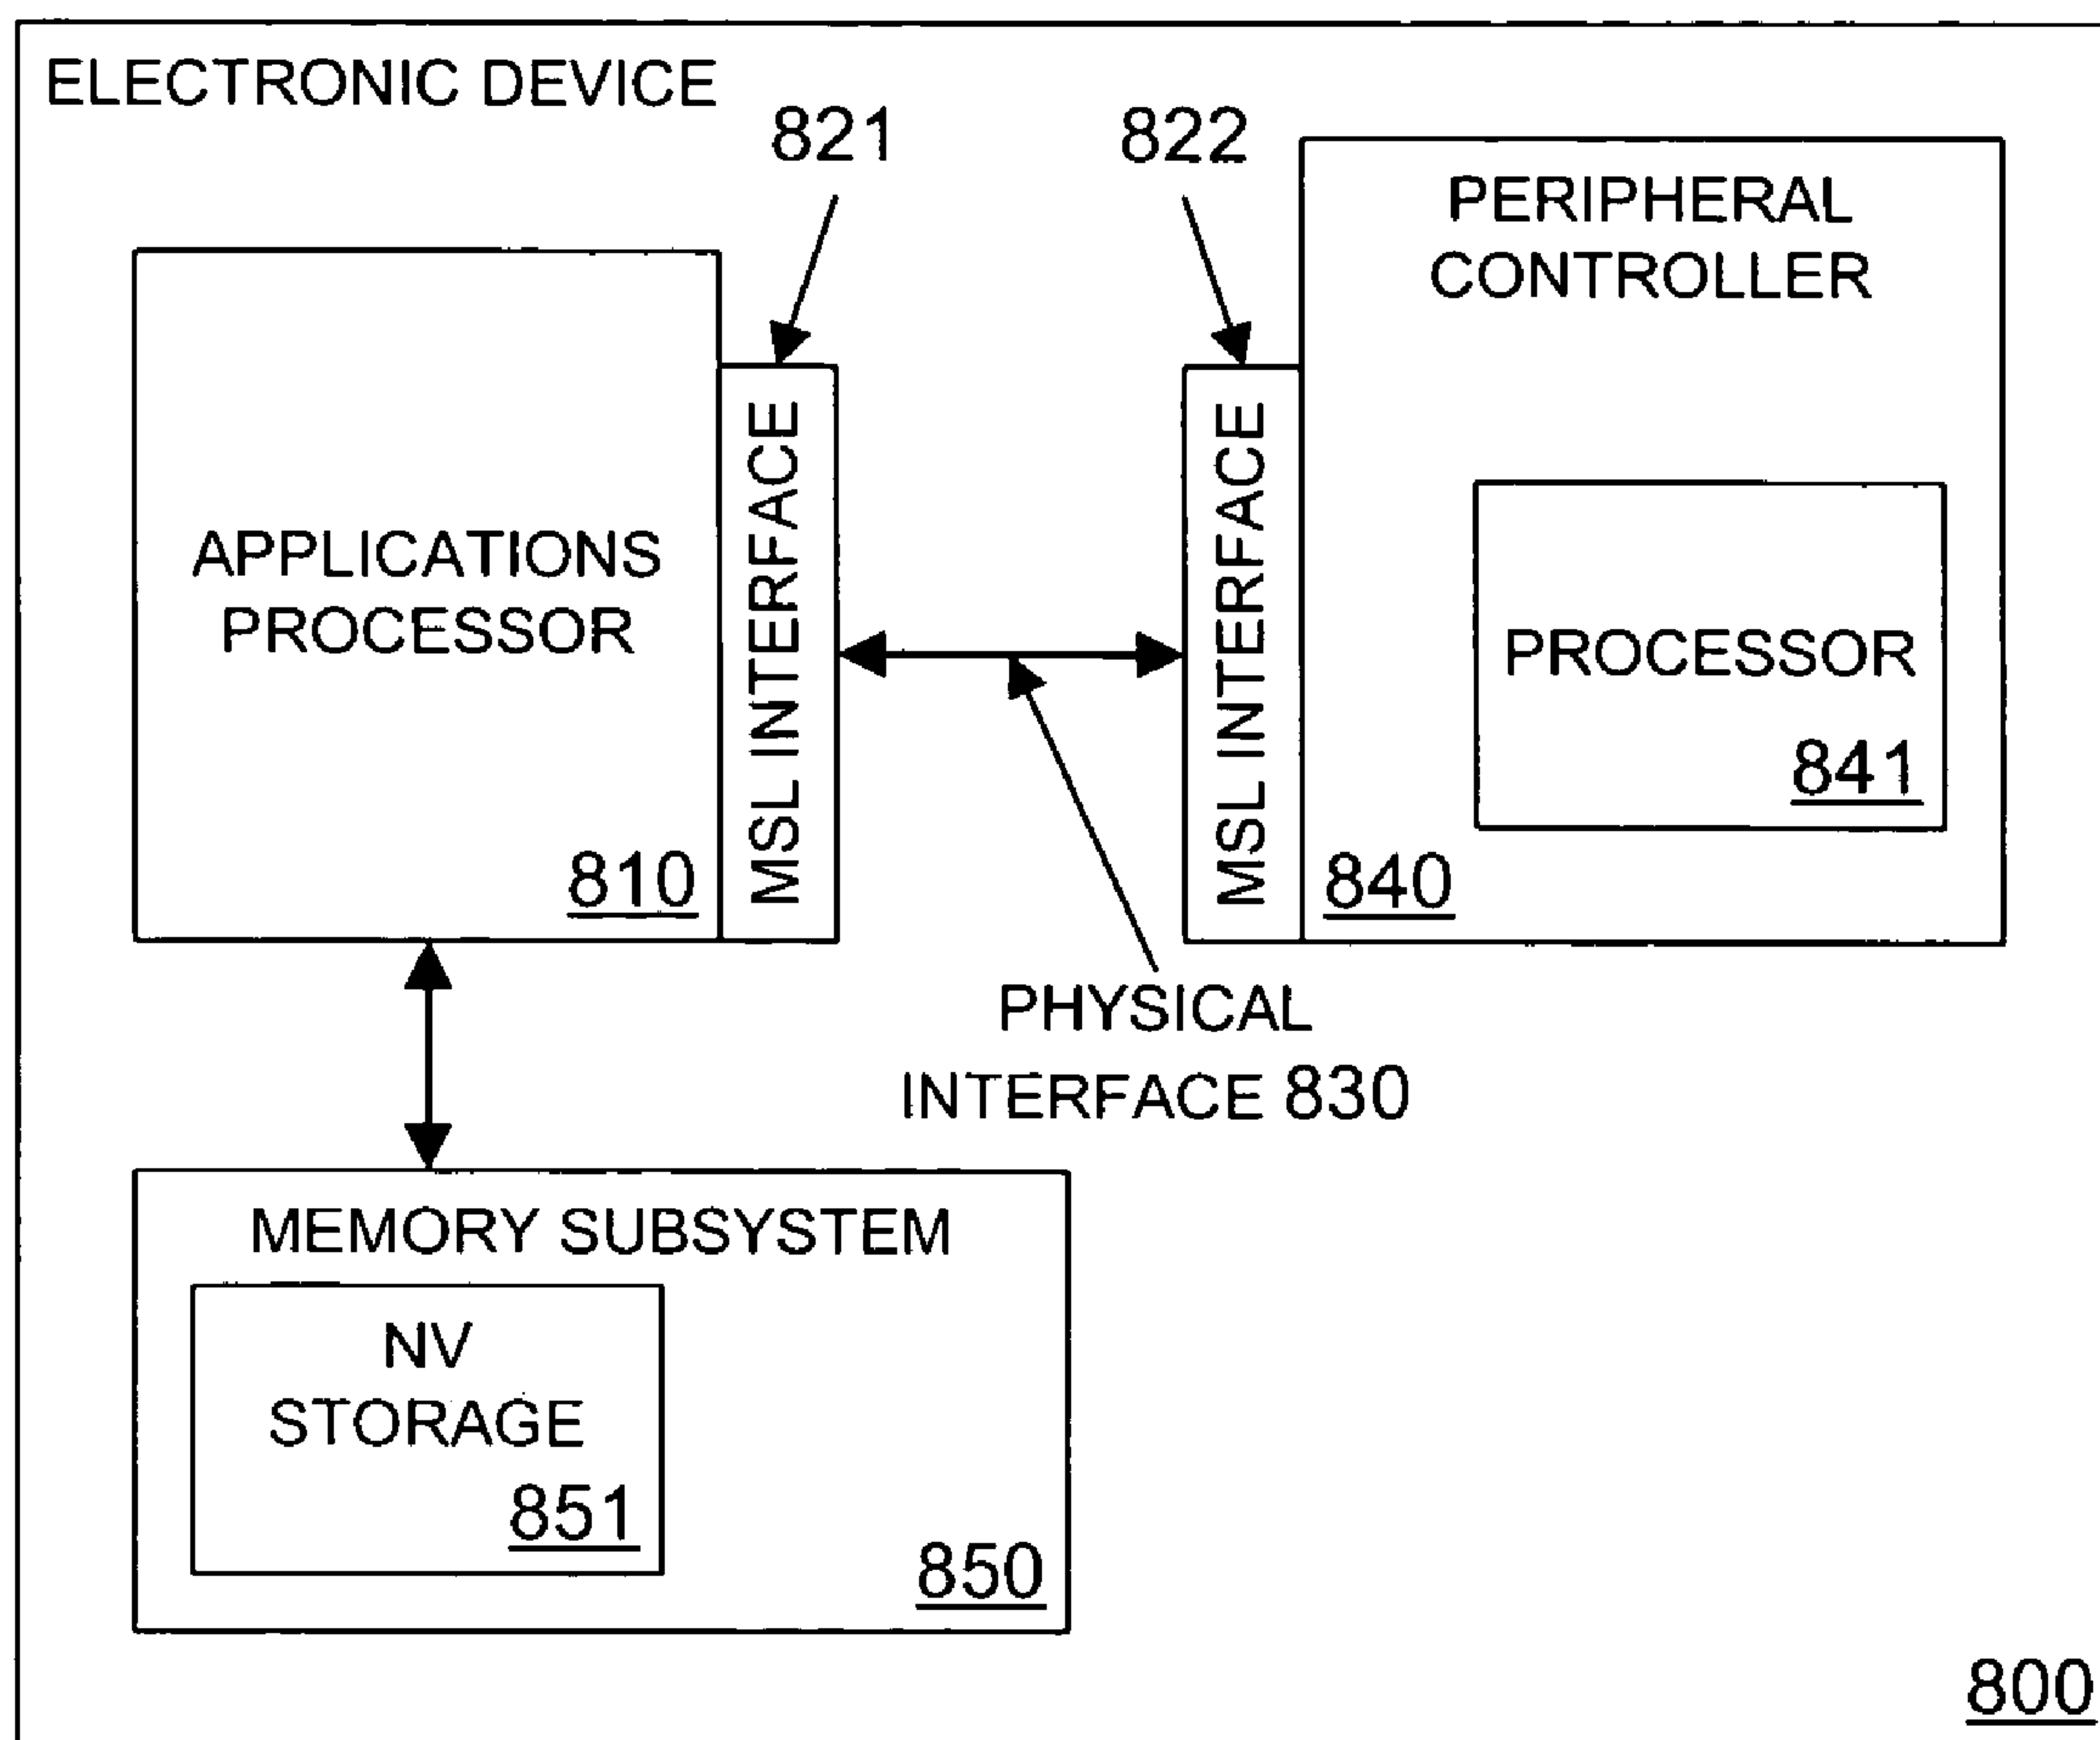 ELECTRONIC DEVICE
821
822
PERIPHERAL
CONTROLLER
APPLICATIONS
PROCESSOR
810
MSL INTERFACE
MSL INTERFACE
PROCESSOR
841
840
PHYSICAL
INTERFACE 830
MEMORY SUBSYSTEM
NV
STORAGE
851
850
800